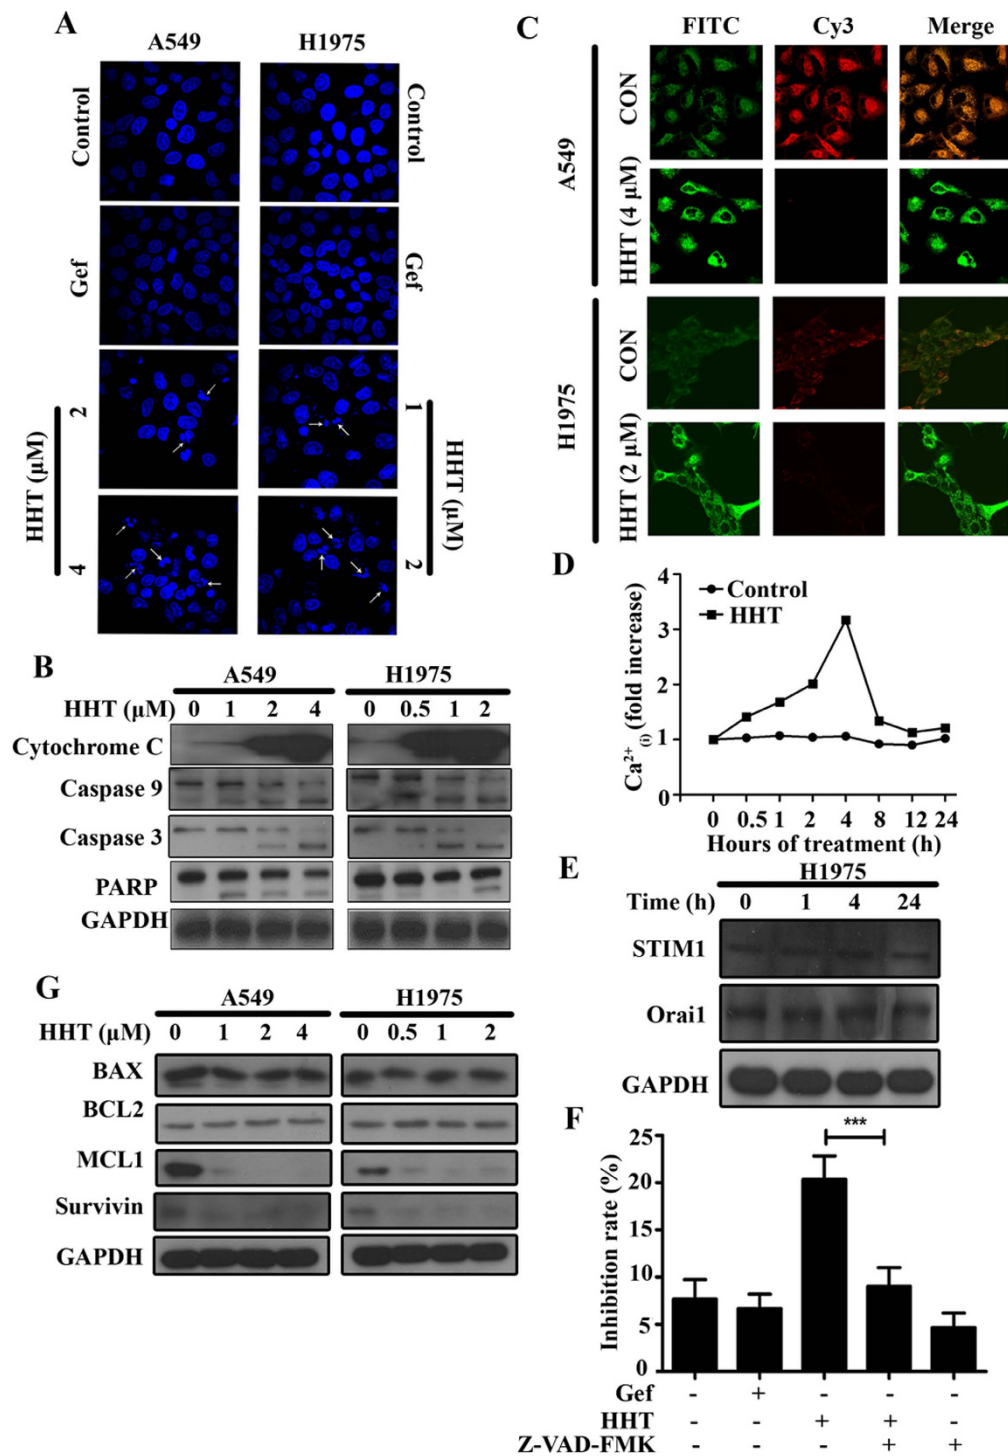 A
A549
H1975
Control
Control
Gef
Gef
2
4
HHT (μM)
1
2
HHT (μM)
B
A549
H1975
HHT (μM) 0 1 2 4 0 0.5 1 2
Cytochrome C
Caspase 9
Caspase 3
PARP
GAPDH
G
A549
H1975
HHT (μM) 0 1 2 4 0 0.5 1 2
BAX
BCL2
MCL1
Survivin
GAPDH
C
FITC Cy3 Merge
A549
CON
HHT (4 μM)
H1975
CON
HHT (2 μM)
D
Ca²⁺(i) (fold increase)
4
3
2
1
0
Control
HHT
0 0.5 1 2 4 8 12 24
Hours of treatment (h)
E
H1975
Time (h) 0 1 4 24
STIM1
Orai1
GAPDH
F
Inhibition rate (%)
25
20
15
10
5
0
***
Gef - + - - -
HHT - - + + -
Z-VAD-FMK - - - + +